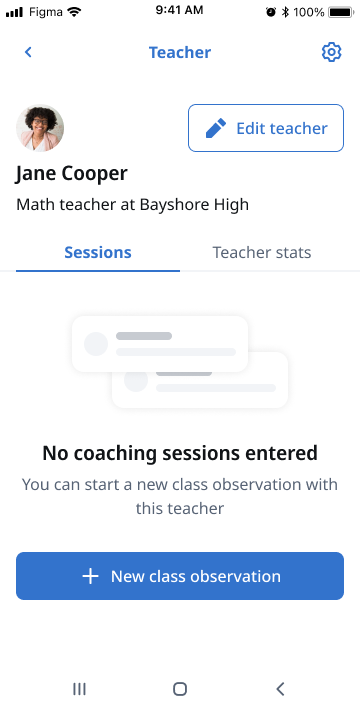 Figma
9:41 AM
100%
Teacher
Edit teacher
Jane Cooper
Math teacher at Bayshore High
Sessions
Teacher stats
No coaching sessions entered
You can start a new class observation with
this teacher
New class observation